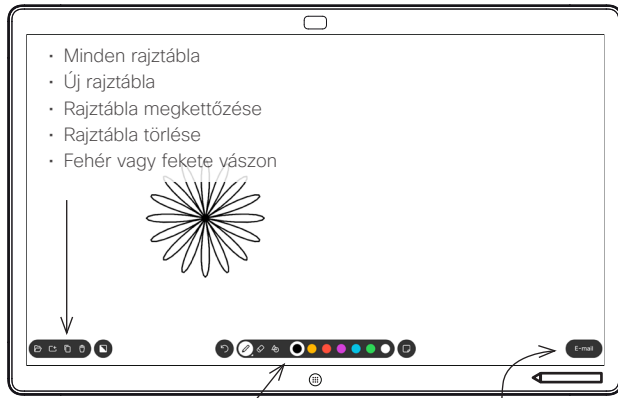 • Minden rajztábla
• Új rajztábla
• Rajztábla megkettőzése
• Rajztábla törlése
• Fehér vagy fekete vászon
E-mail